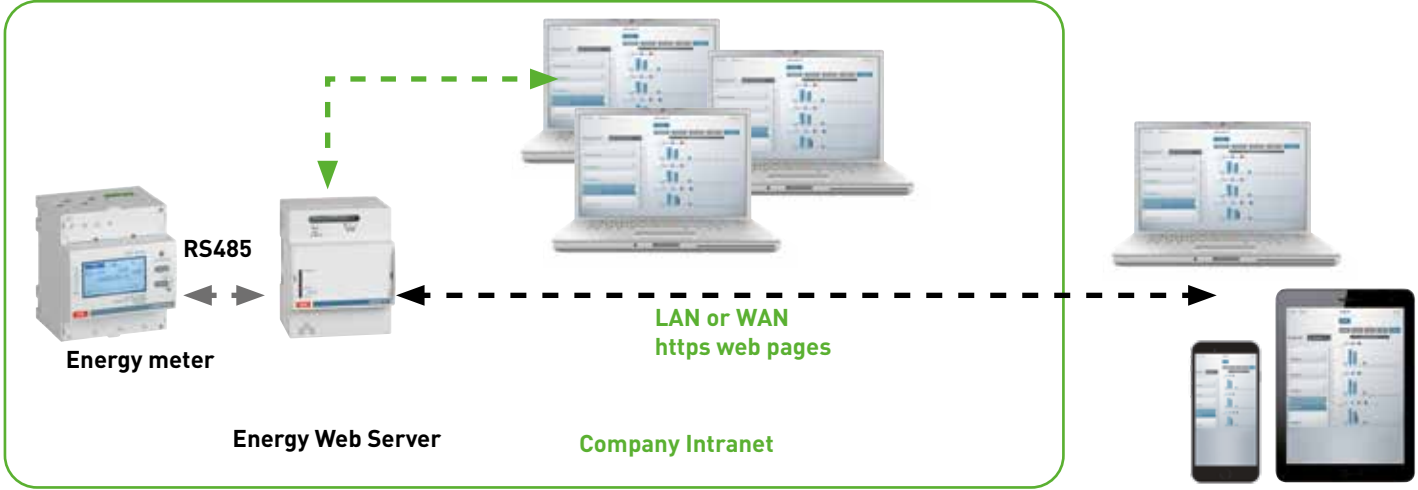 RS485
LAN or WAN
https web pages
Energy meter
Energy Web Server
Company Intranet